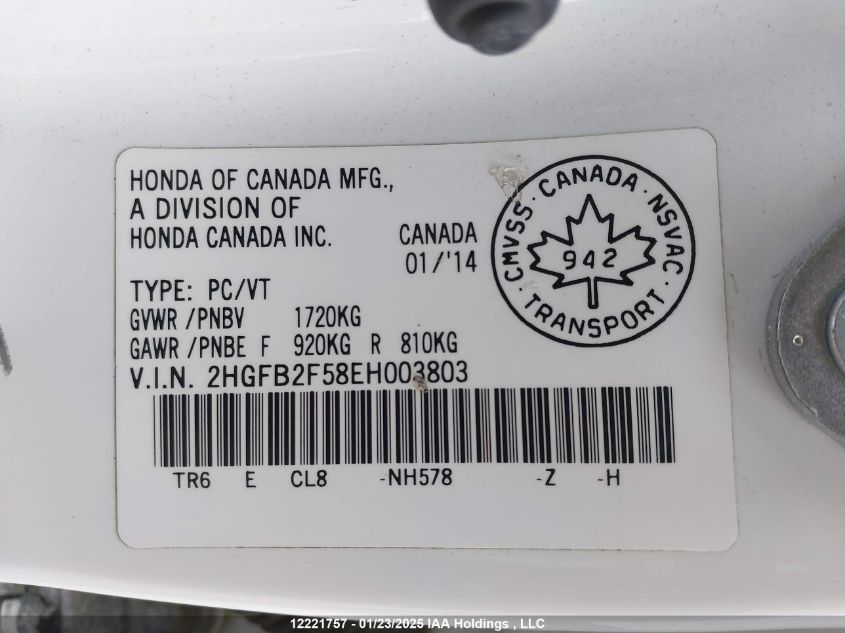 HONDA OF CANADA MFG.,
A DIVISION OF
HONDA CANADA INC.
CANADA
01/'14
CMVSS · CANADA · NSVAC · TRANSPORT ·
942
TYPE: PC/VT
GVWR /PNBV 1720KG
GAWR /PNBE F 920KG R 810KG
V.I.N. 2HGFB2F58EH003803
TR6 E CL8 -NH578 -Z -H
12221757 - 01/23/2025 IAA Holdings , LLC